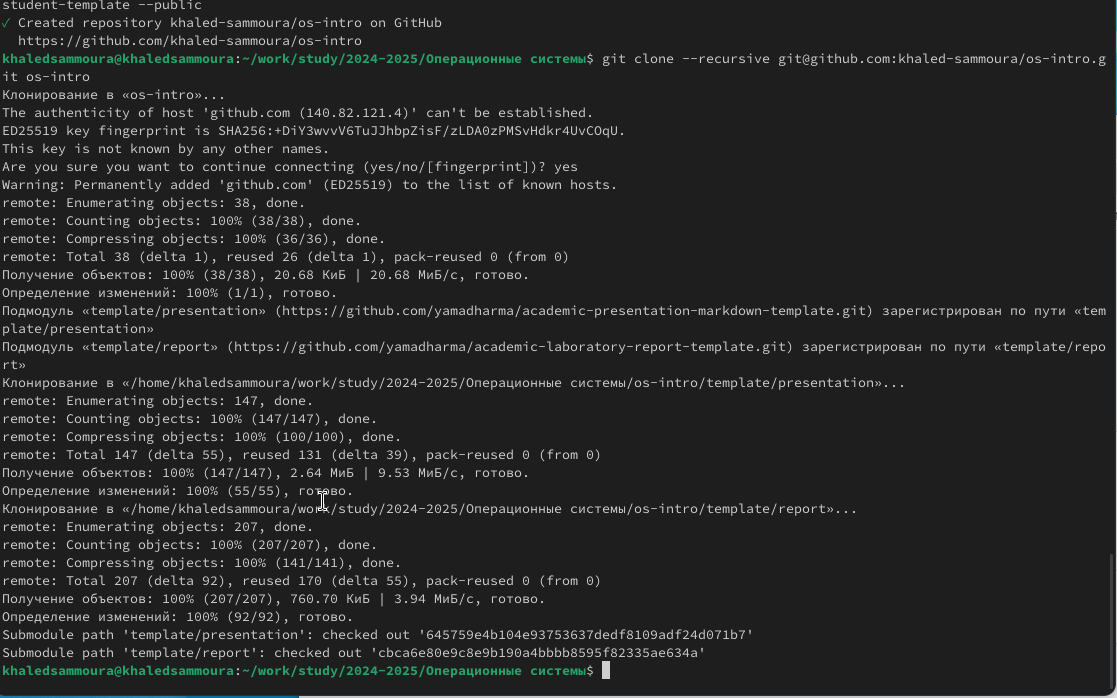 student-template --public
✓ Created repository khaled-sammoura/os-intro on GitHub
  https://github.com/khaled-sammoura/os-intro
khaledsammoura@khaledsammoura:~/work/study/2024-2025/Операционные системы$ git clone --recursive git@github.com:khaled-sammoura/os-intro.g
it os-intro
Клонирование в «os-intro»...
The authenticity of host 'github.com (140.82.121.4)' can't be established.
ED25519 key fingerprint is SHA256:+DiY3wvvV6TuJJhbpZisF/zLDA0zPMSvHdkr4UvCOqU.
This key is not known by any other names.
Are you sure you want to continue connecting (yes/no/[fingerprint])? yes
Warning: Permanently added 'github.com' (ED25519) to the list of known hosts.
remote: Enumerating objects: 38, done.
remote: Counting objects: 100% (38/38), done.
remote: Compressing objects: 100% (36/36), done.
remote: Total 38 (delta 1), reused 26 (delta 1), pack-reused 0 (from 0)
Получение объектов: 100% (38/38), 20.68 КиБ | 20.68 МиБ/с, готово.
Определение изменений: 100% (1/1), готово.
Подмодуль «template/presentation» (https://github.com/yamadharma/academic-presentation-markdown-template.git) зарегистрирован по пути «tem
plate/presentation»
Подмодуль «template/report» (https://github.com/yamadharma/academic-laboratory-report-template.git) зарегистрирован по пути «template/repo
rt»
Клонирование в «/home/khaledsammoura/work/study/2024-2025/Операционные системы/os-intro/template/presentation»...
remote: Enumerating objects: 147, done.
remote: Counting objects: 100% (147/147), done.
remote: Compressing objects: 100% (100/100), done.
remote: Total 147 (delta 55), reused 131 (delta 39), pack-reused 0 (from 0)
Получение объектов: 100% (147/147), 2.64 МиБ | 9.53 МиБ/с, готово.
Определение изменений: 100% (55/55), готово.
Клонирование в «/home/khaledsammoura/work/study/2024-2025/Операционные системы/os-intro/template/report»...
remote: Enumerating objects: 207, done.
remote: Counting objects: 100% (207/207), done.
remote: Compressing objects: 100% (141/141), done.
remote: Total 207 (delta 92), reused 170 (delta 55), pack-reused 0 (from 0)
Получение объектов: 100% (207/207), 760.70 КиБ | 3.94 МиБ/с, готово.
Определение изменений: 100% (92/92), готово.
Submodule path 'template/presentation': checked out '645759e4b104e93753637dedf8109adf24d071b7'
Submodule path 'template/report': checked out 'cbca6e80e9c8e9b190a4bbbb8595f82335ae634a'
khaledsammoura@khaledsammoura:~/work/study/2024-2025/Операционные системы$